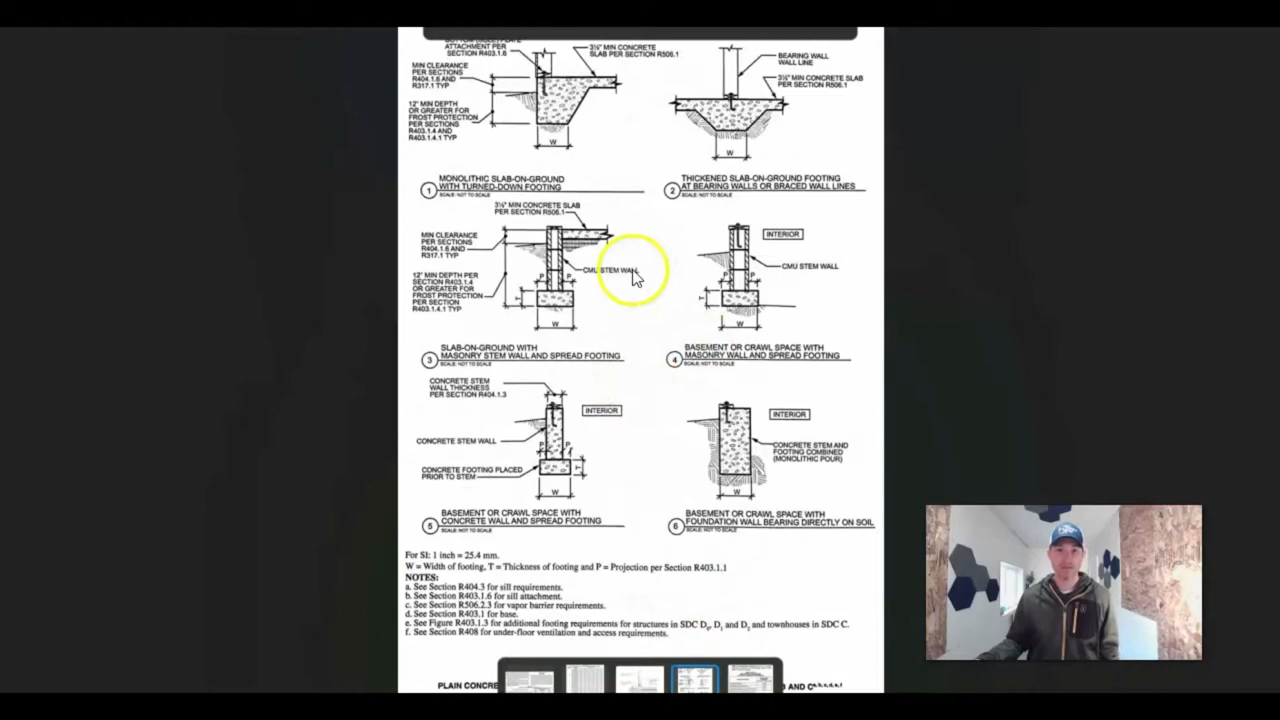 BOTTOM (SOLE) PLATE
ATTACHMENT PER
SECTION R403.1.6
3½" MIN CONCRETE
SLAB PER SECTION R506.1
MIN CLEARANCE
PER SECTIONS
R404.1.6 AND
R317.1 TYP
12" MIN DEPTH
OR GREATER FOR
FROST PROTECTION
PER SECTIONS
R403.1.4 AND
R403.1.4.1 TYP
W
1
MONOLITHIC SLAB-ON-GROUND
WITH TURNED-DOWN FOOTING
SCALE: NOT TO SCALE
BEARING WALL
WALL LINE
3½" MIN CONCRETE SLAB
PER SECTION R506.1
W
2
THICKENED SLAB-ON-GROUND FOOTING
AT BEARING WALLS OR BRACED WALL LINES
SCALE: NOT TO SCALE
3½" MIN CONCRETE SLAB
PER SECTION R506.1
MIN CLEARANCE
PER SECTIONS
R404.1.6 AND
R317.1 TYP
CMU STEM WALL
12" MIN DEPTH PER
SECTION R403.1.4
OR GREATER FOR
FROST PROTECTION
PER SECTION
R403.1.4.1 TYP
P P
T
W
3
SLAB-ON-GROUND WITH
MASONRY STEM WALL AND SPREAD FOOTING
SCALE: NOT TO SCALE
INTERIOR
CMU STEM WALL
P P
T
W
4
BASEMENT OR CRAWL SPACE WITH
MASONRY WALL AND SPREAD FOOTING
SCALE: NOT TO SCALE
CONCRETE STEM
WALL THICKNESS
PER SECTION R404.1.3
INTERIOR
CONCRETE STEM WALL
P P
CONCRETE FOOTING PLACED
PRIOR TO STEM
T
W
5
BASEMENT OR CRAWL SPACE WITH
CONCRETE WALL AND SPREAD FOOTING
SCALE: NOT TO SCALE
INTERIOR
CONCRETE STEM AND
FOOTING COMBINED
(MONOLITHIC POUR)
W
6
BASEMENT OR CRAWL SPACE WITH
FOUNDATION WALL BEARING DIRECTLY ON SOIL
SCALE: NOT TO SCALE
For SI: 1 inch = 25.4 mm.
W = Width of footing, T = Thickness of footing and P = Projection per Section R403.1.1
NOTES:
a. See Section R404.3 for sill requirements.
b. See Section R403.1.6 for sill attachment.
c. See Section R506.2.3 for vapor barrier requirements.
d. See Section R403.1 for base.
e. See Figure R403.1.3 for additional footing requirements for structures in SDC D0, D1 and D2 and townhouses in SDC C.
f. See Section R408 for under-floor ventilation and access requirements.
PLAIN CONCRE
AND C a, b, c, d, e, f